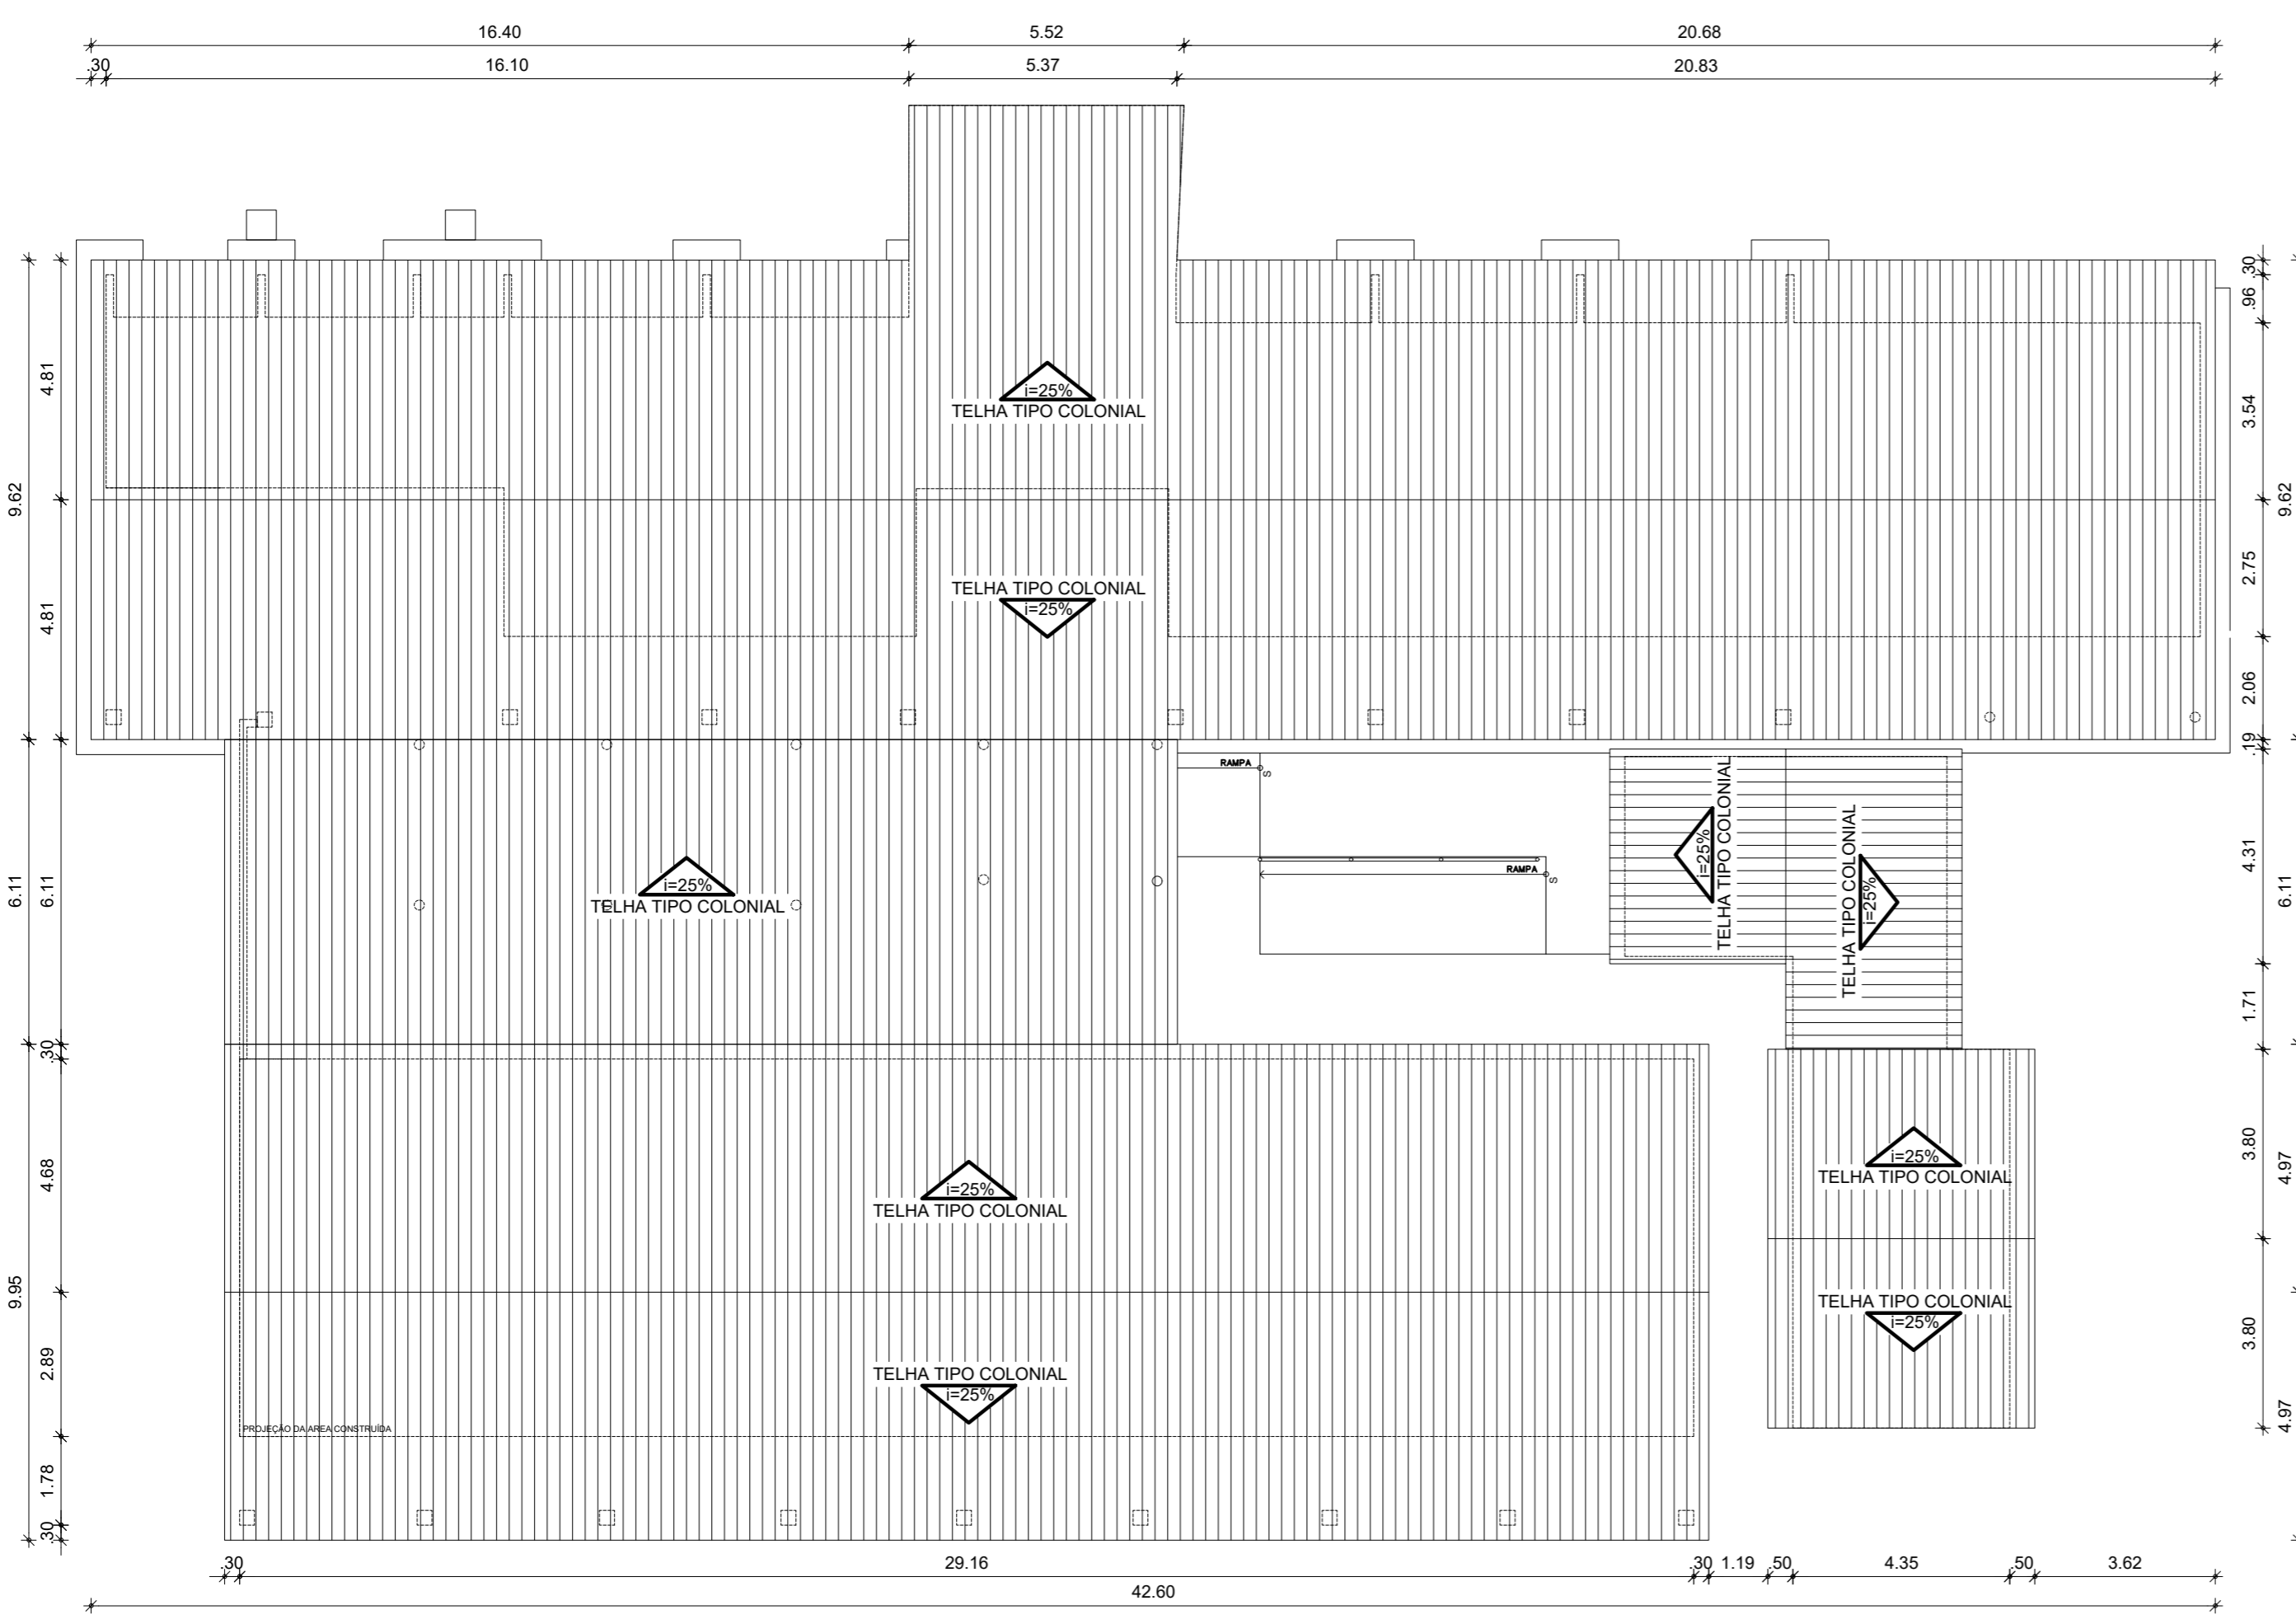 16.40 5.52 20.68
.30 16.10 5.37 20.83
.30
.96
4.81
i=25%
TELHA TIPO COLONIAL
3.54
9.62
9.62
2.75
TELHA TIPO COLONIAL
i=25%
4.81
2.06
.19
RAMPA
S
TELHA TIPO COLONIAL
i=25%
TELHA TIPO COLONIAL
i=25%
4.31
RAMPA
S
6.11
6.11
i=25%
TELHA TIPO COLONIAL
6.11
1.71
.30
3.80
4.97
4.68
i=25%
TELHA TIPO COLONIAL
i=25%
TELHA TIPO COLONIAL
9.95
TELHA TIPO COLONIAL
i=25%
3.80
2.89
TELHA TIPO COLONIAL
i=25%
4.97
PROJEÇÃO DA AREA CONSTRUÍDA
1.78
.30
.30 29.16 .30 1.19 .50 4.35 .50 3.62
42.60